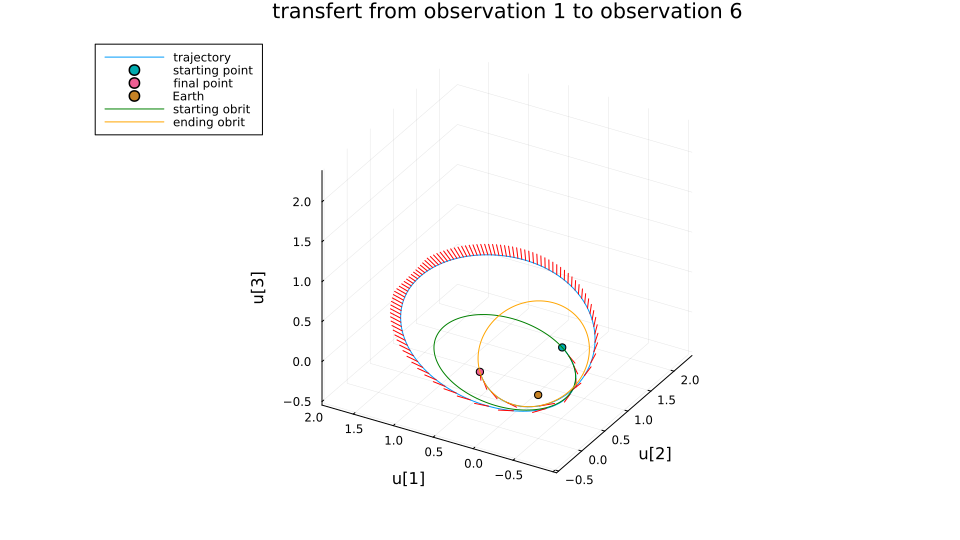 transfert from observation 1 to observation 6
trajectory
starting point
final point
Earth
starting obrit
ending obrit
u[3]
2.0
1.5
1.0
0.5
0.0
−0.5
2.0
1.5
1.0
0.5
0.0
−0.5
u[1]
2.0
1.5
1.0
0.5
0.0
−0.5
u[2]